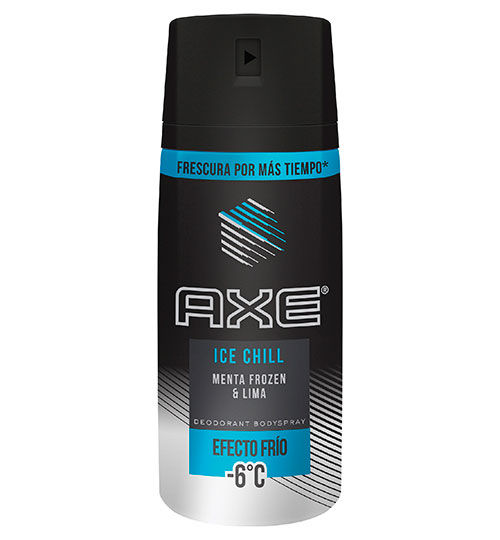 FRESCURA POR MÁS TIEMPO*
AXE®
ICE CHILL
MENTA FROZEN
& LIMA
DEODORANT BODYSPRAY
EFECTO FRÍO
-6°C